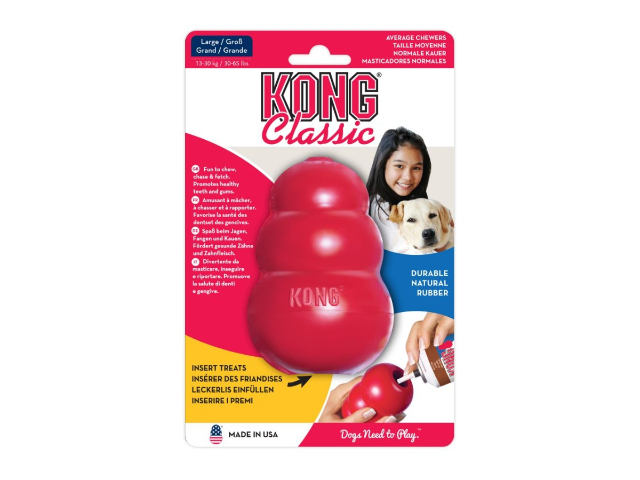 Large / Groß
Grand / Grande
13-30 kg / 30-65 lbs
AVERAGE CHEWERS
TAILLE MOYENNE
NORMALE KAUER
MASTICADORES NORMALES
KONG®
Classic
Fun to chew,
chase & fetch.
Promotes healthy
teeth and gums.
Amusant à mâcher,
à chasser et à rapporter.
Favorise la santé des
dentset des gencives.
Spaß beim Jagen,
Fangen und Kauen.
Fördert gesunde Zähne
und Zahnfleisch.
Divertente da
masticare, inseguire
e riportare. Promuove
la salute di denti
e gengive.
KONG
DURABLE
NATURAL
RUBBER
INSERT TREATS
INSÉRER DES FRIANDISES
LECKERLIS EINFÜLLEN
INSERIRE I PREMI
MADE IN USA
Dogs Need to Play.™